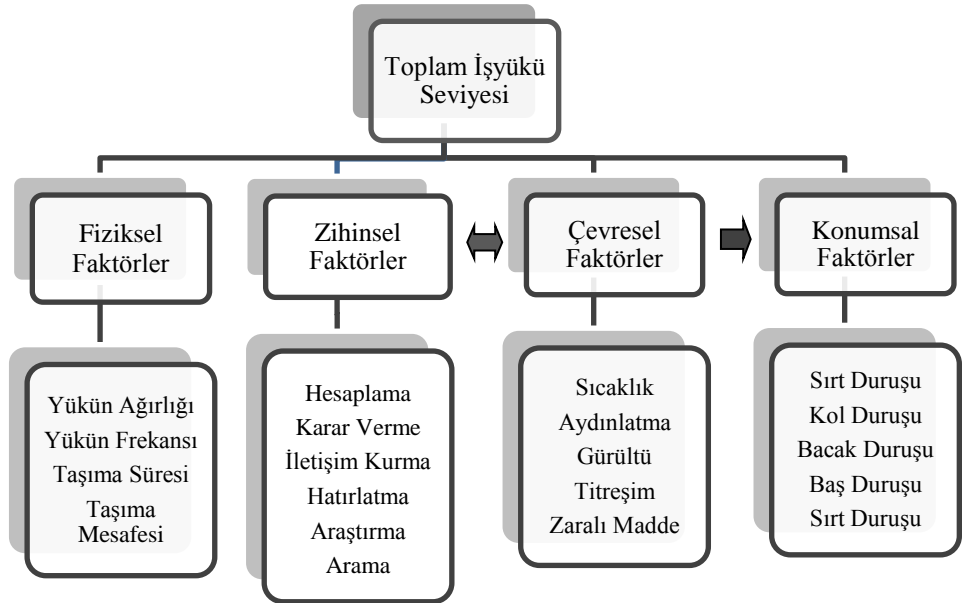 Toplam İşyükü
Seviyesi
Fiziksel
Faktörler
Zihinsel
Faktörler
Çevresel
Faktörler
Konumsal
Faktörler
Yükün Ağırlığı
Yükün Frekansı
Taşıma Süresi
Taşıma
Mesafesi
Hesaplama
Karar Verme
İletişim Kurma
Hatırlatma
Araştırma
Arama
Sıcaklık
Aydınlatma
Gürültü
Titreşim
Zaralı Madde
Sırt Duruşu
Kol Duruşu
Bacak Duruşu
Baş Duruşu
Sırt Duruşu